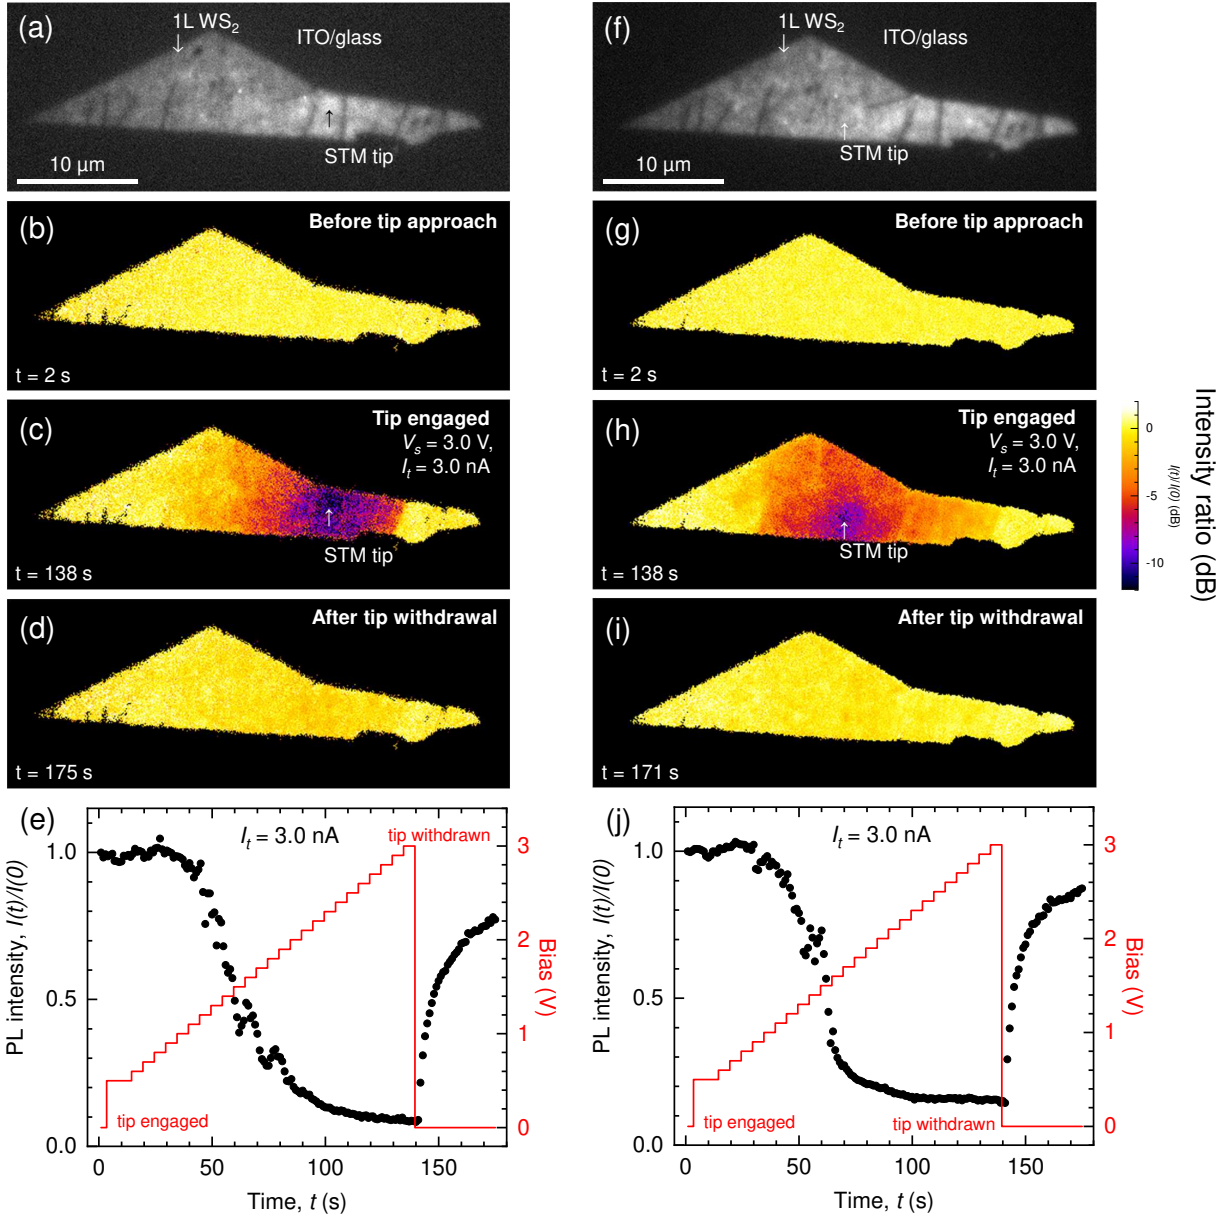 (a)
1L WS₂
ITO/glass
STM tip
10 µm
(b)
Before tip approach
t = 2 s
(c)
Tip engaged
Vₛ = 3.0 V,
Iₜ = 3.0 nA
STM tip
t = 138 s
(d)
After tip withdrawal
t = 175 s
(e)
Iₜ = 3.0 nA
tip withdrawn
tip engaged
PL intensity, I(t)/I(0)
1.0
0.5
0.0
3
2
1
0
Bias (V)
0 50 100 150
Time, t (s)
(f)
1L WS₂
ITO/glass
STM tip
10 µm
(g)
Before tip approach
t = 2 s
(h)
Tip engaged
Vₛ = 3.0 V,
Iₜ = 3.0 nA
STM tip
t = 138 s
0
-5
-10
I(t)/I(0) (dB)
Intensity ratio (dB)
(i)
After tip withdrawal
t = 171 s
(j)
Iₜ = 3.0 nA
tip engaged
tip withdrawn
PL intensity, I(t)/I(0)
1.0
0.5
0.0
3
2
1
0
Bias (V)
0 50 100 150
Time, t (s)